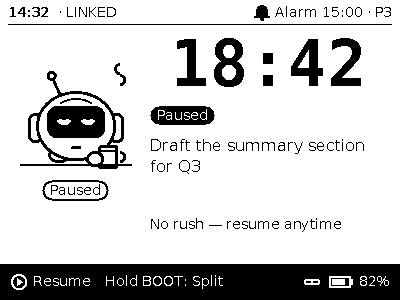 14:32 · LINKED
Alarm 15:00 · P3
18:42
Paused
Draft the summary section
for Q3
Paused
No rush — resume anytime
Resume Hold BOOT: Split
82%